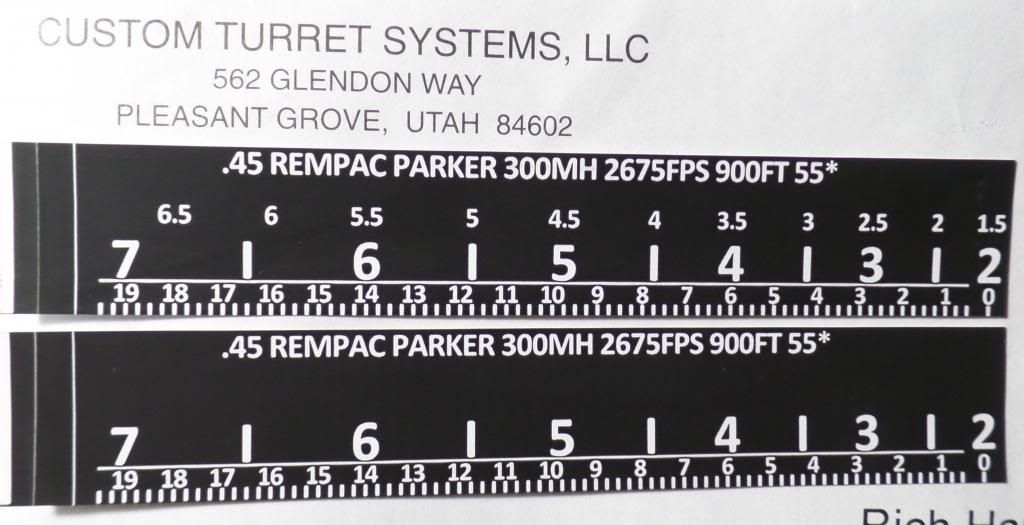 CUSTOM TURRET SYSTEMS, LLC
562 GLENDON WAY
PLEASANT GROVE, UTAH 84602
.45 REMPAC PARKER 300MH 2675FPS 900FT 55*
6.5 6 5.5 5 4.5 4 3.5 3 2.5 2 1.5
7 | 6 | 5 | 4 | 3 | 2
19 18 17 16 15 14 13 12 11 10 9 8 7 6 5 4 3 2 1 0
.45 REMPAC PARKER 300MH 2675FPS 900FT 55*
7 | 6 | 5 | 4 | 3 | 2
19 18 17 16 15 14 13 12 11 10 9 8 7 6 5 4 3 2 1 0